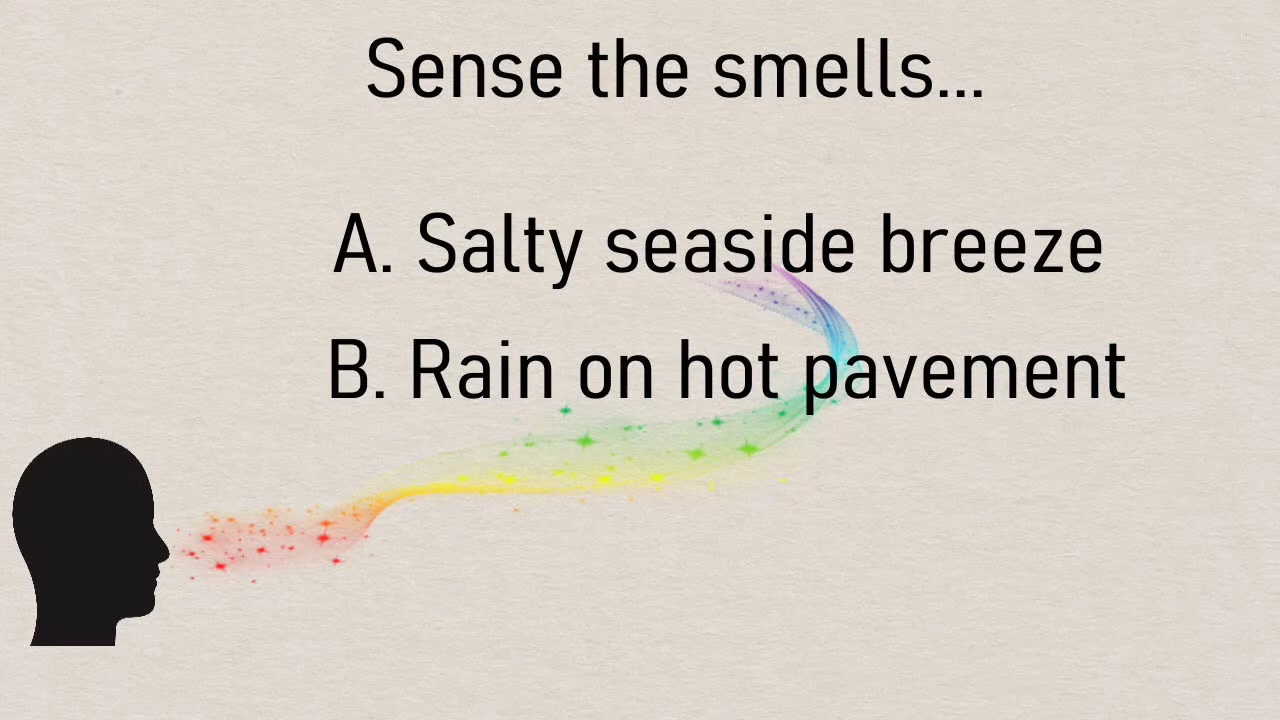 Sense the smells...
A. Salty seaside breeze
B. Rain on hot pavement